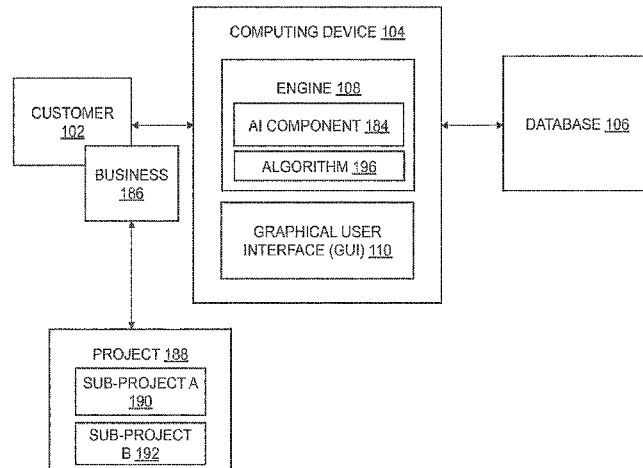 COMPUTING DEVICE 104
ENGINE 108
AI COMPONENT 184
ALGORITHM 196
GRAPHICAL USER
INTERFACE (GUI) 110
CUSTOMER
102
BUSINESS
186
DATABASE 106
PROJECT 188
SUB-PROJECT A
190
SUB-PROJECT
B 192